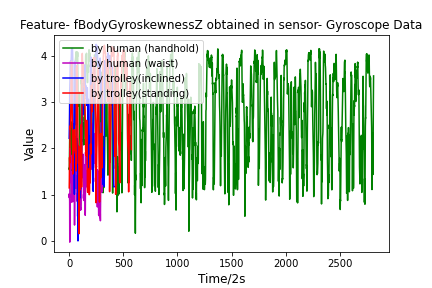 Feature- fBodyGyroskewnessZ obtained in sensor- Gyroscope Data
by human (handhold)
by human (waist)
by trolley(inclined)
by trolley(standing)
Value
4
3
2
1
0
0 500 1000 1500 2000 2500
Time/2s